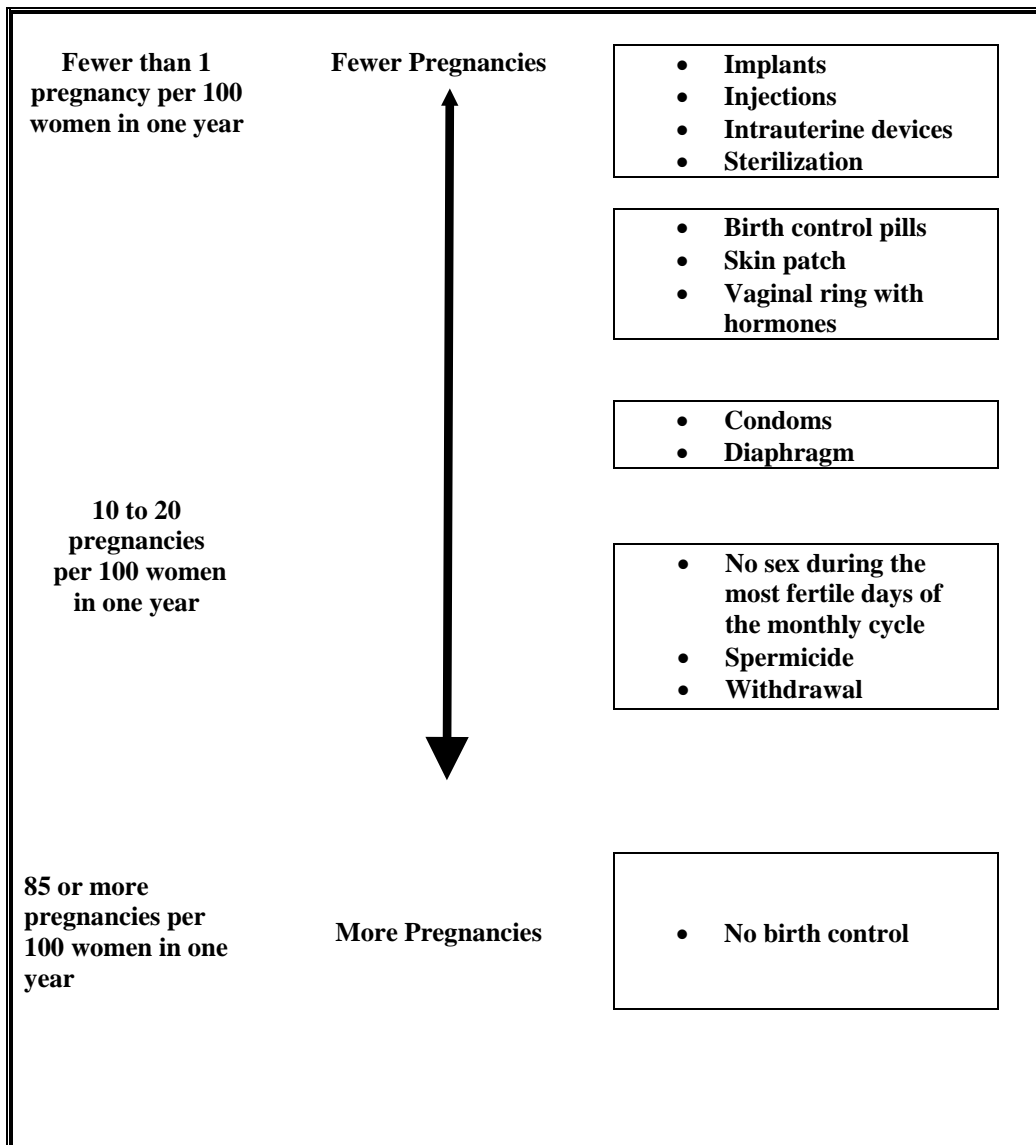 Fewer than 1
pregnancy per 100
women in one year
Fewer Pregnancies
• Implants
• Injections
• Intrauterine devices
• Sterilization
• Birth control pills
• Skin patch
• Vaginal ring with
hormones
• Condoms
• Diaphragm
10 to 20
pregnancies
per 100 women
in one year
• No sex during the
most fertile days of
the monthly cycle
• Spermicide
• Withdrawal
85 or more
pregnancies per
100 women in one
year
More Pregnancies
• No birth control